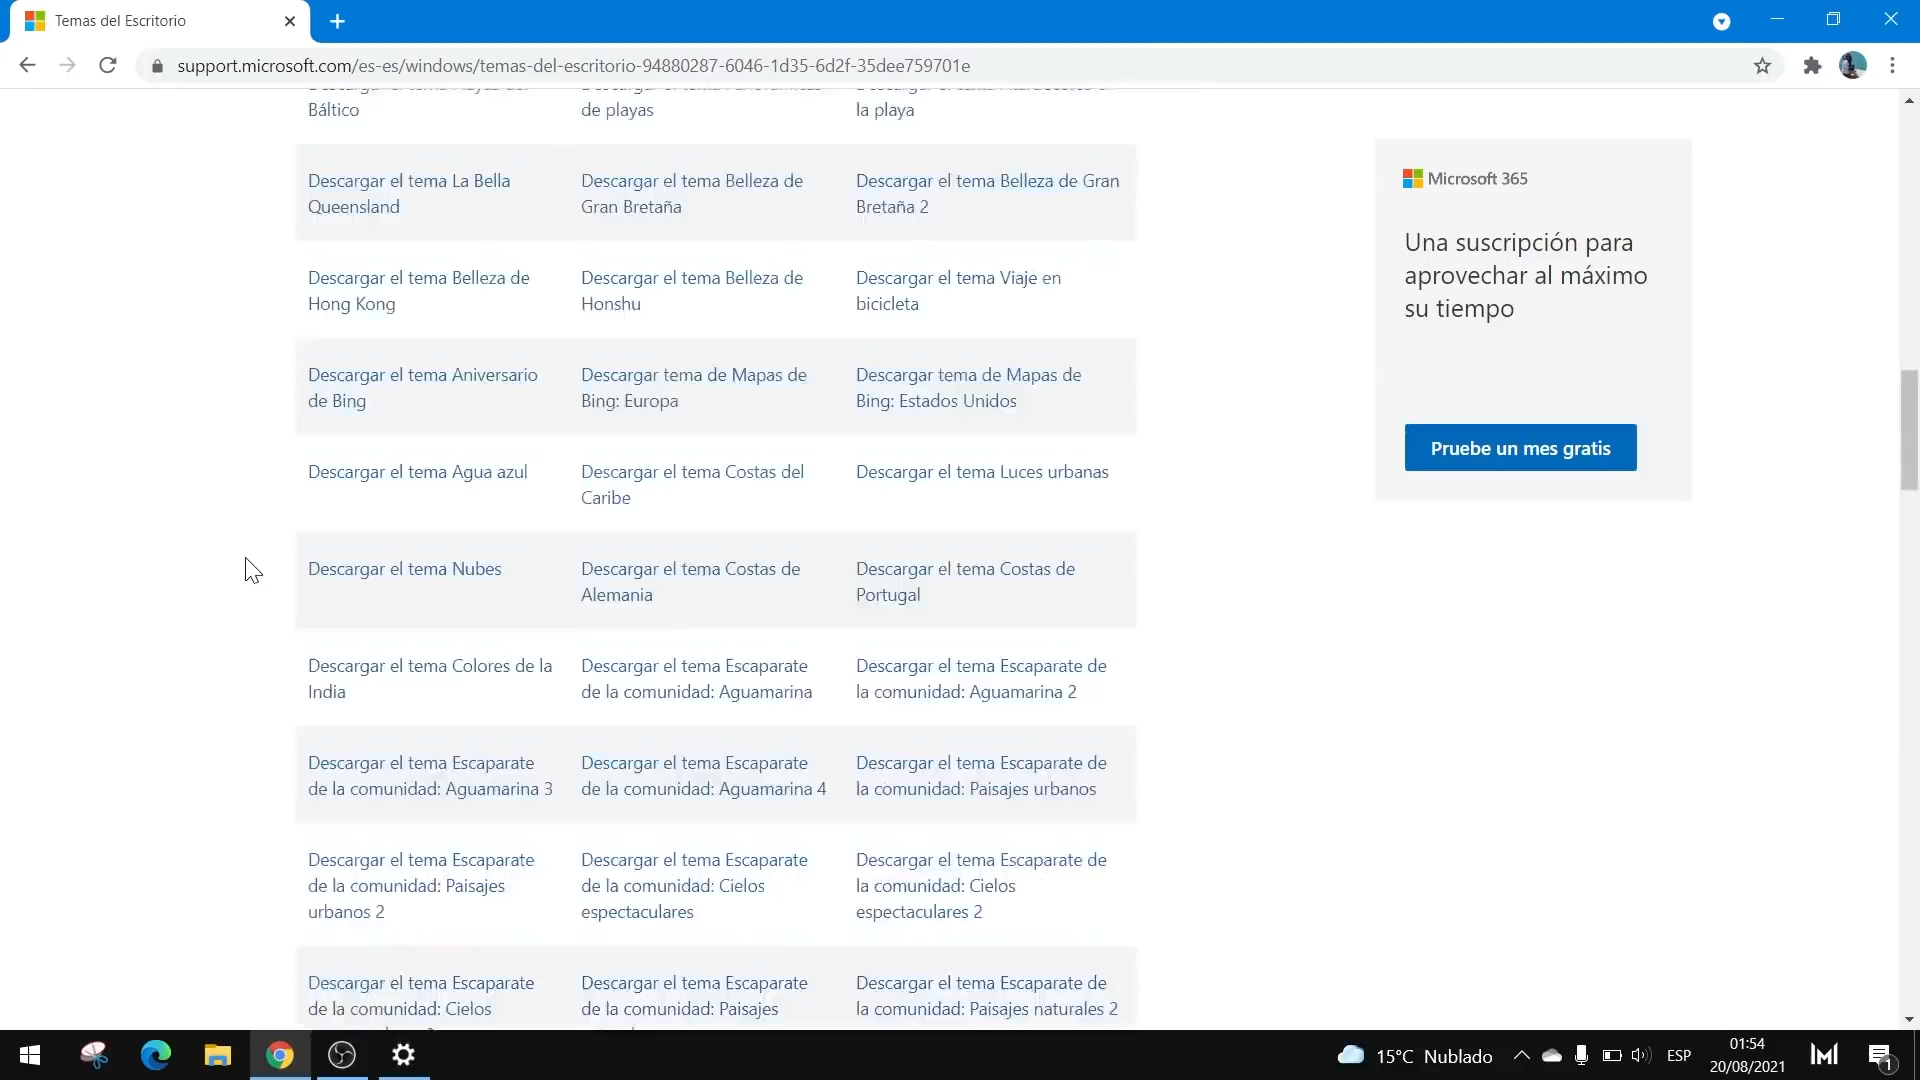 Temas del Escritorio
support.microsoft.com/es-es/windows/temas-del-escritorio-94880287-6046-1d35-6d2f-35dee759701e
Báltico
de playas
la playa
Descargar el tema La Bella
Queensland
Descargar el tema Belleza de
Gran Bretaña
Descargar el tema Belleza de Gran
Bretaña 2
Descargar el tema Belleza de
Hong Kong
Descargar el tema Belleza de
Honshu
Descargar el tema Viaje en
bicicleta
Descargar el tema Aniversario
de Bing
Descargar tema de Mapas de
Bing: Europa
Descargar tema de Mapas de
Bing: Estados Unidos
Descargar el tema Agua azul
Descargar el tema Costas del
Caribe
Descargar el tema Luces urbanas
Descargar el tema Nubes
Descargar el tema Costas de
Alemania
Descargar el tema Costas de
Portugal
Descargar el tema Colores de la
India
Descargar el tema Escaparate
de la comunidad: Aguamarina
Descargar el tema Escaparate de
la comunidad: Aguamarina 2
Descargar el tema Escaparate
de la comunidad: Aguamarina 3
Descargar el tema Escaparate
de la comunidad: Aguamarina 4
Descargar el tema Escaparate de
la comunidad: Paisajes urbanos
Descargar el tema Escaparate
de la comunidad: Paisajes
urbanos 2
Descargar el tema Escaparate
de la comunidad: Cielos
espectaculares
Descargar el tema Escaparate de
la comunidad: Cielos
espectaculares 2
Descargar el tema Escaparate
de la comunidad: Cielos
Descargar el tema Escaparate
de la comunidad: Paisajes
Descargar el tema Escaparate de
la comunidad: Paisajes naturales 2
Microsoft 365
Una suscripción para
aprovechar al máximo
su tiempo
Pruebe un mes gratis
15°C Nublado
ESP
01:54
20/08/2021
1